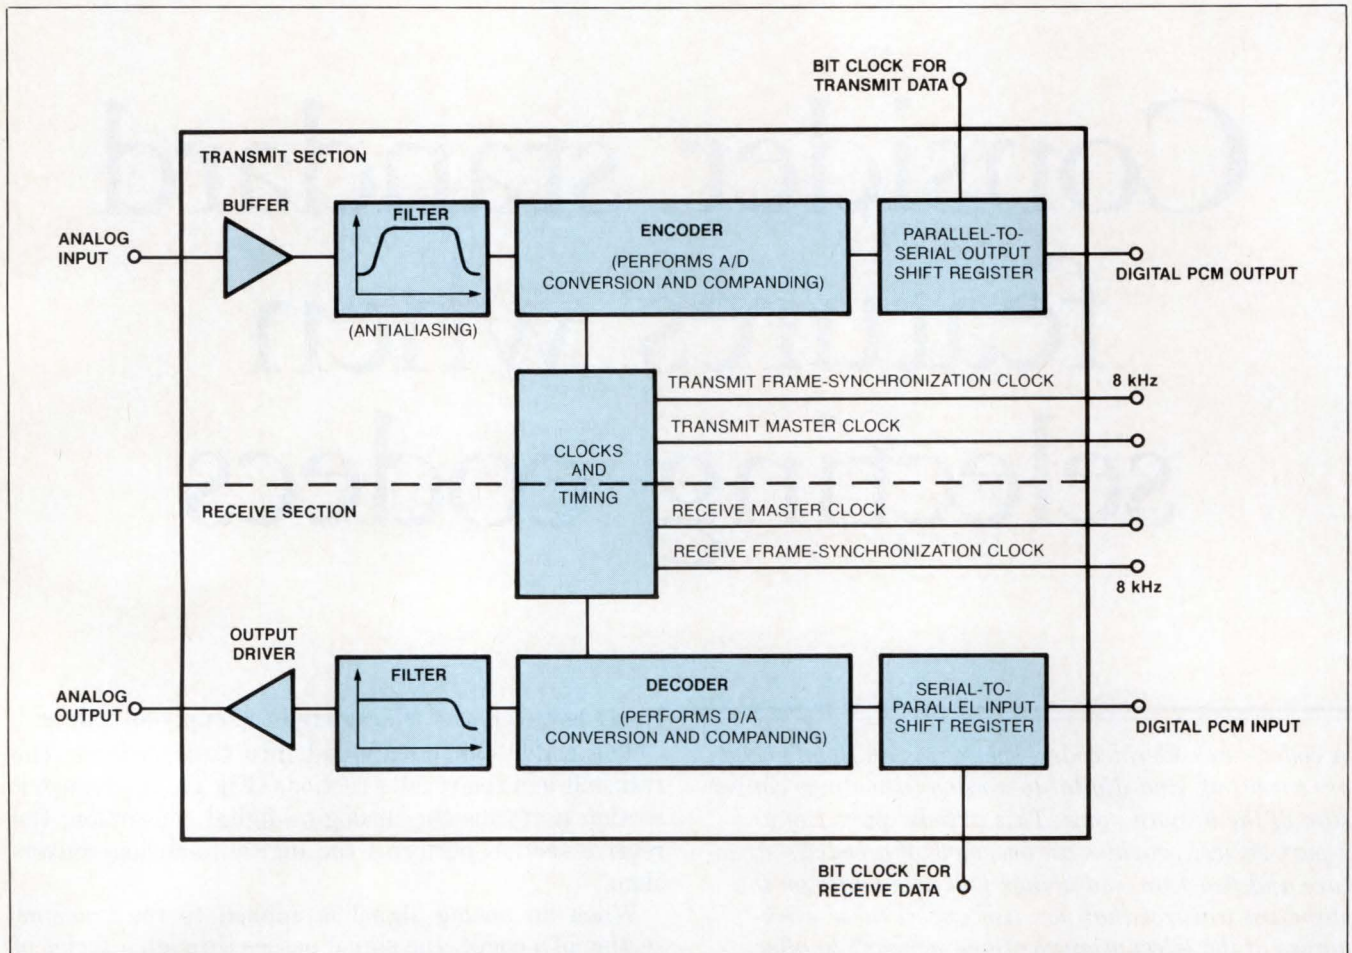 BIT CLOCK FOR
TRANSMIT DATA
TRANSMIT SECTION
BUFFER
FILTER
ENCODER
(PERFORMS A/D
CONVERSION AND COMPANDING)
PARALLEL-TO-
SERIAL OUTPUT
SHIFT REGISTER
ANALOG
INPUT
DIGITAL PCM OUTPUT
(ANTIALIASING)
TRANSMIT FRAME-SYNCHRONIZATION CLOCK
8 kHz
TRANSMIT MASTER CLOCK
CLOCKS
AND
TIMING
RECEIVE SECTION
RECEIVE MASTER CLOCK
RECEIVE FRAME-SYNCHRONIZATION CLOCK
8 kHz
OUTPUT
DRIVER
FILTER
DECODER
(PERFORMS D/A
CONVERSION AND COMPANDING)
SERIAL-TO-
PARALLEL INPUT
SHIFT REGISTER
ANALOG
OUTPUT
DIGITAL PCM INPUT
BIT CLOCK FOR
RECEIVE DATA